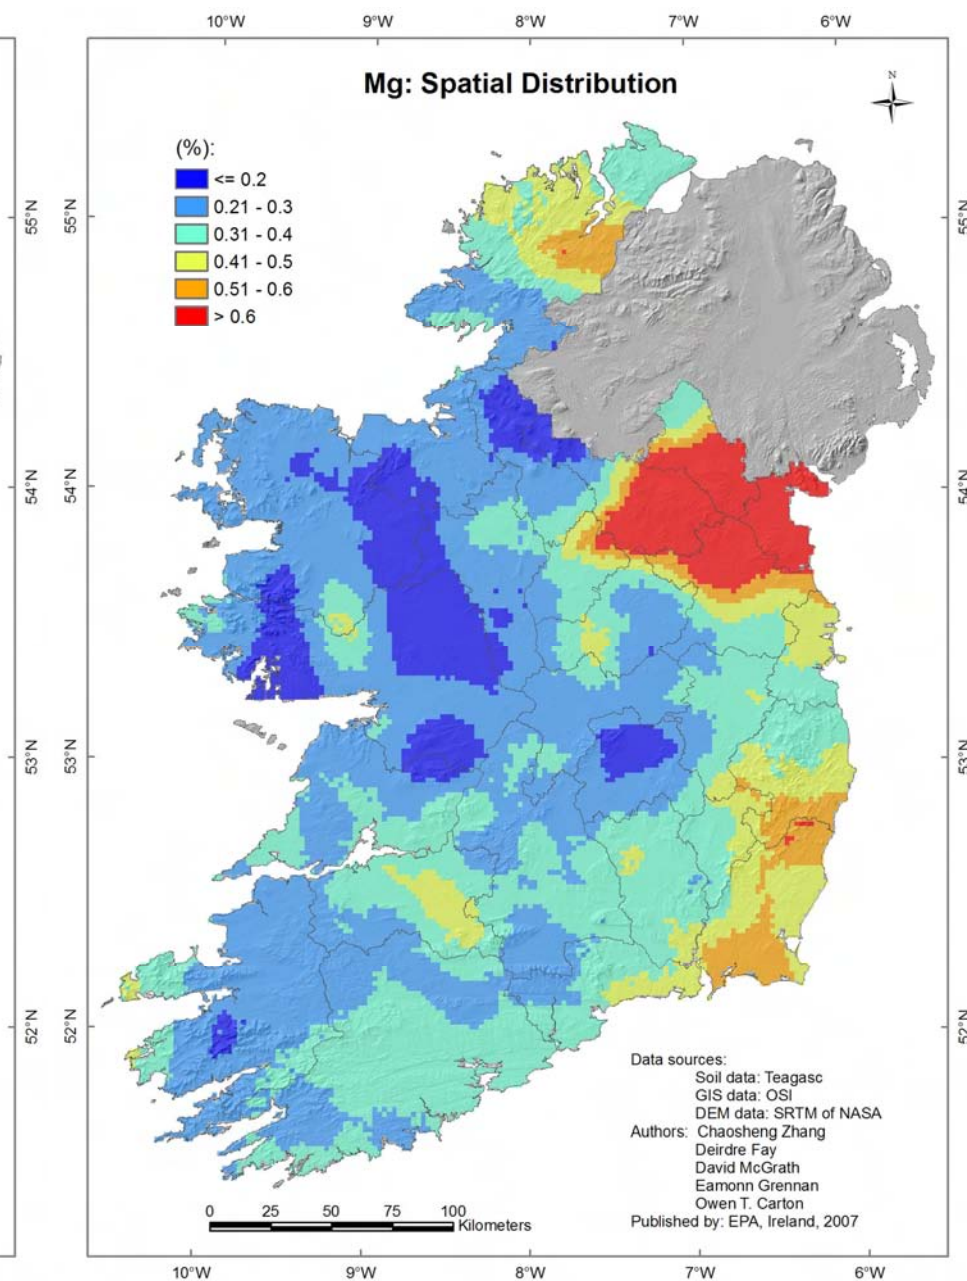 10°W 9°W 8°W 7°W 6°W
Mg: Spatial Distribution
N
(%):
<= 0.2
0.21 - 0.3
0.31 - 0.4
0.41 - 0.5
0.51 - 0.6
> 0.6
55°N 55°N 55°N
54°N 54°N 54°N
53°N 53°N 53°N
52°N 52°N 52°N
Data sources:
Soil data: Teagasc
GIS data: OSI
DEM data: SRTM of NASA
Authors: Chaosheng Zhang
Deirdre Fay
David McGrath
Eamonn Grennan
Owen T. Carton
Published by: EPA, Ireland, 2007
0 25 50 75 100
Kilometers
10°W 9°W 8°W 7°W 6°W